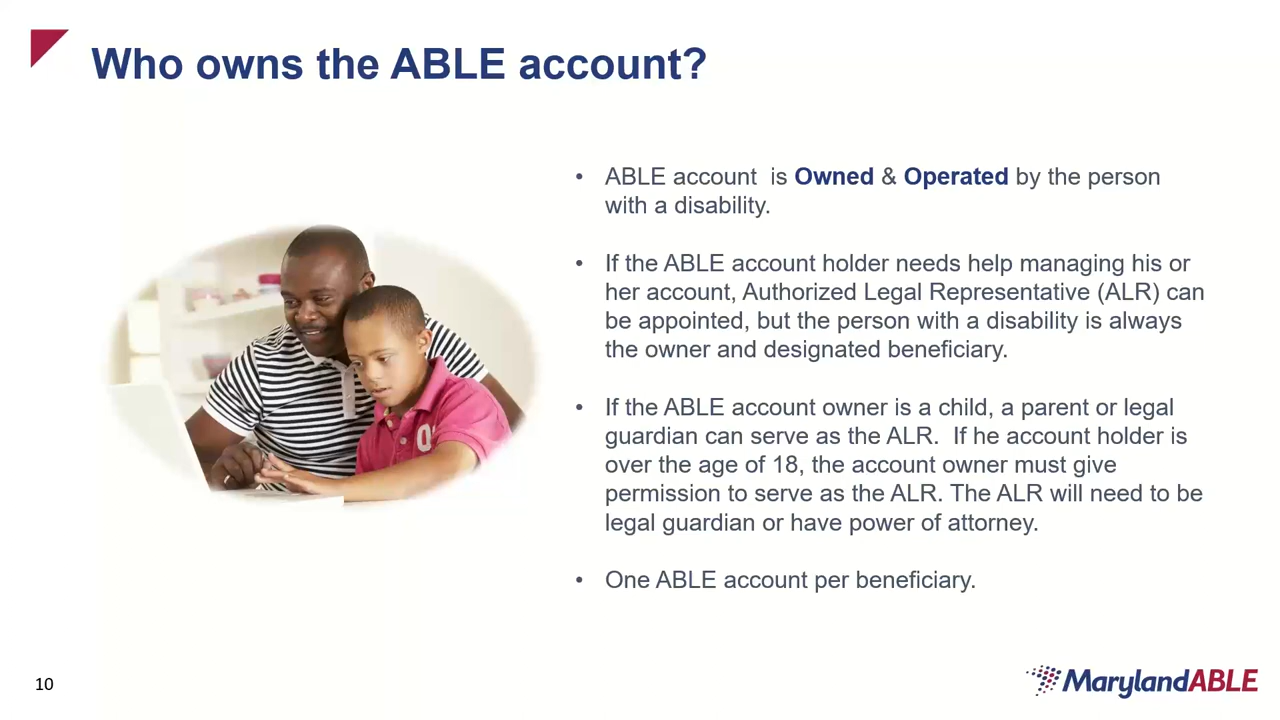 Who owns the ABLE account?
• ABLE account  is Owned & Operated by the person
with a disability.
• If the ABLE account holder needs help managing his or
her account, Authorized Legal Representative (ALR) can
be appointed, but the person with a disability is always
the owner and designated beneficiary.
• If the ABLE account owner is a child, a parent or legal
guardian can serve as the ALR.  If he account holder is
over the age of 18, the account owner must give
permission to serve as the ALR. The ALR will need to be
legal guardian or have power of attorney.
• One ABLE account per beneficiary.
10
MarylandABLE